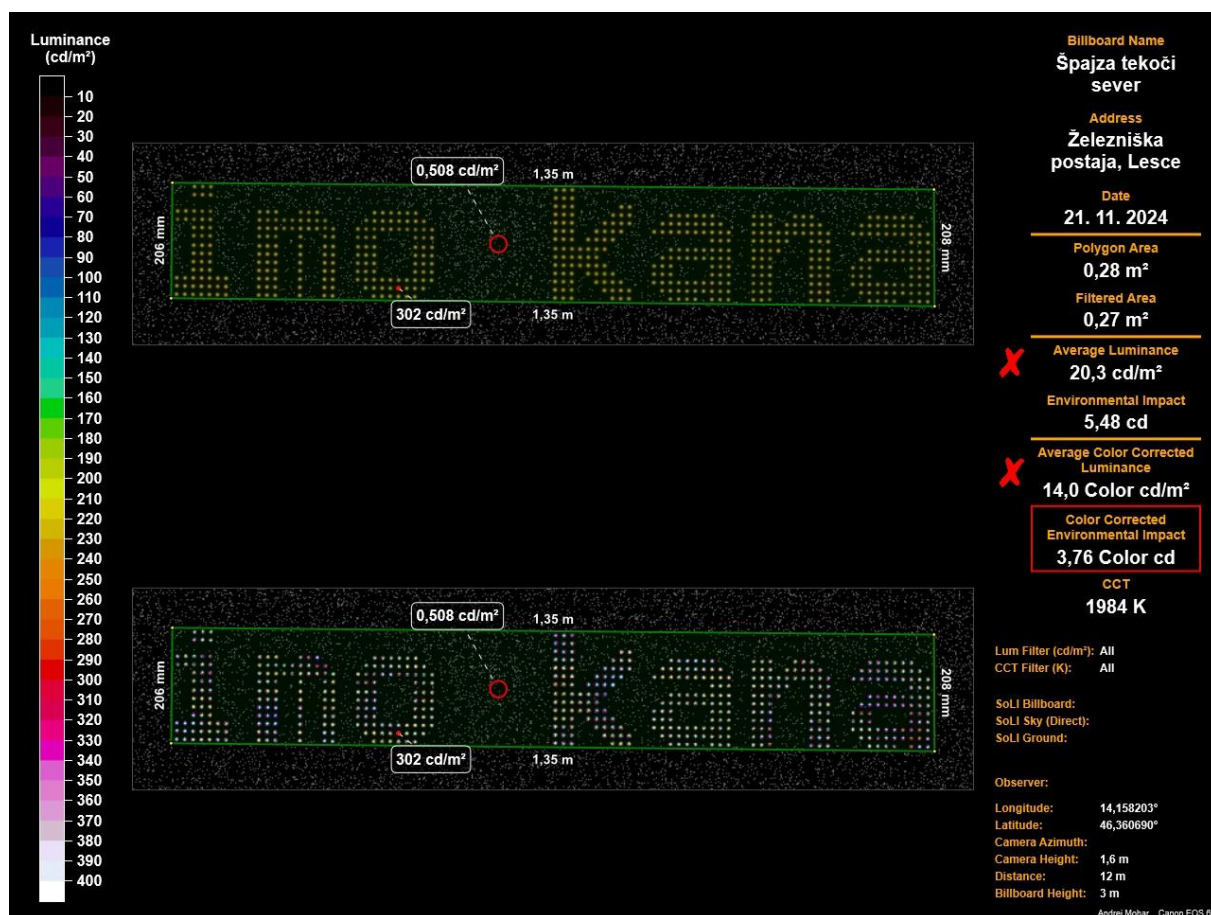 Luminance
(cd/m²)
10
20
30
40
50
60
70
80
90
100
110
120
130
140
150
160
170
180
190
200
210
220
230
240
250
260
270
280
290
300
310
320
330
340
350
360
370
380
390
400
0,508 cd/m²
1,35 m
206 mm
imo kana
208 mm
302 cd/m²
1,35 m
0,508 cd/m²
1,35 m
206 mm
imo kana
208 mm
302 cd/m²
1,35 m
Billboard Name
Špajza tekoči
sever
Address
Železniška
postaja, Lesce
Date
21. 11. 2024
Polygon Area
0,28 m²
Filtered Area
0,27 m²
Average Luminance
✘ 20,3 cd/m²
Environmental Impact
5,48 cd
Average Color Corrected
Luminance
✘ 14,0 Color cd/m²
Color Corrected
Environmental Impact
3,76 Color cd
CCT
1984 K
Lum Filter (cd/m²): All
CCT Filter (K): All
SoLI Billboard:
SoLI Sky (Direct):
SoLI Ground:
Observer:
Longitude: 14,158203°
Latitude: 46,360690°
Camera Azimuth:
Camera Height: 1,6 m
Distance: 12 m
Billboard Height: 3 m
Andrej Mohar Canon EOS